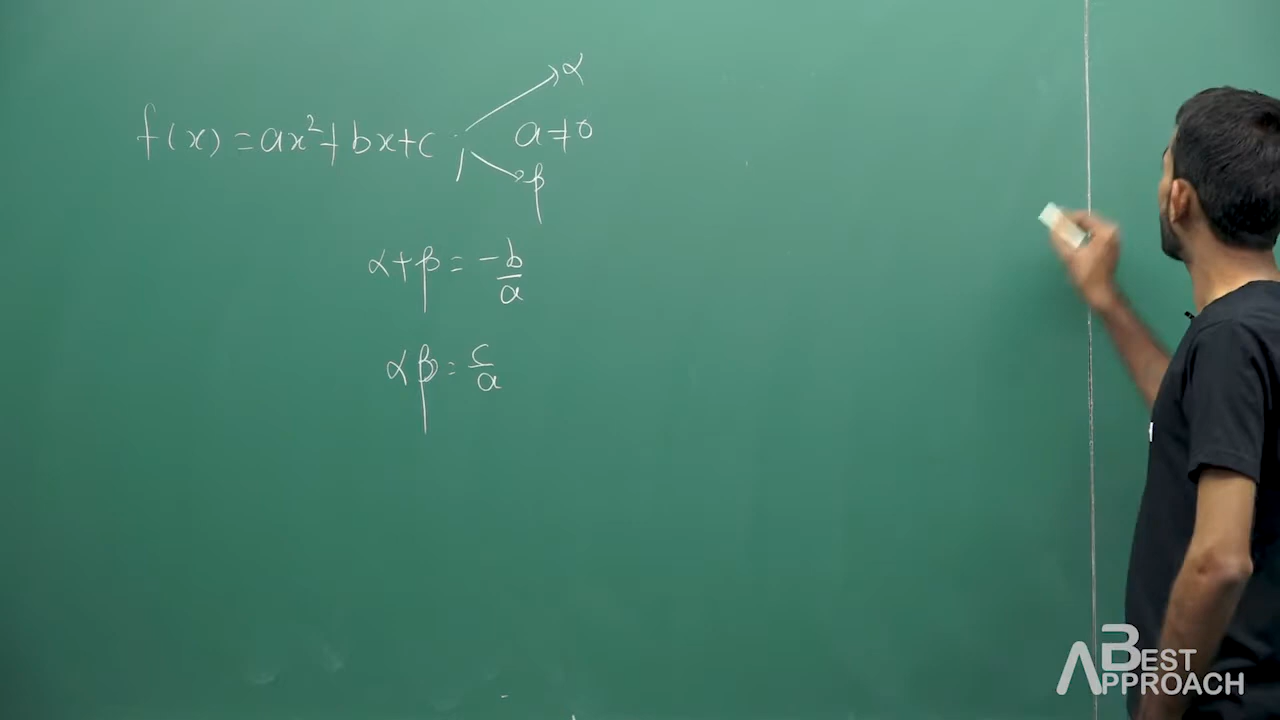 f(x) = ax² + bx + c , a ≠ 0
α
β
α + β = -b/a
αβ = c/a
BEST
APPROACH